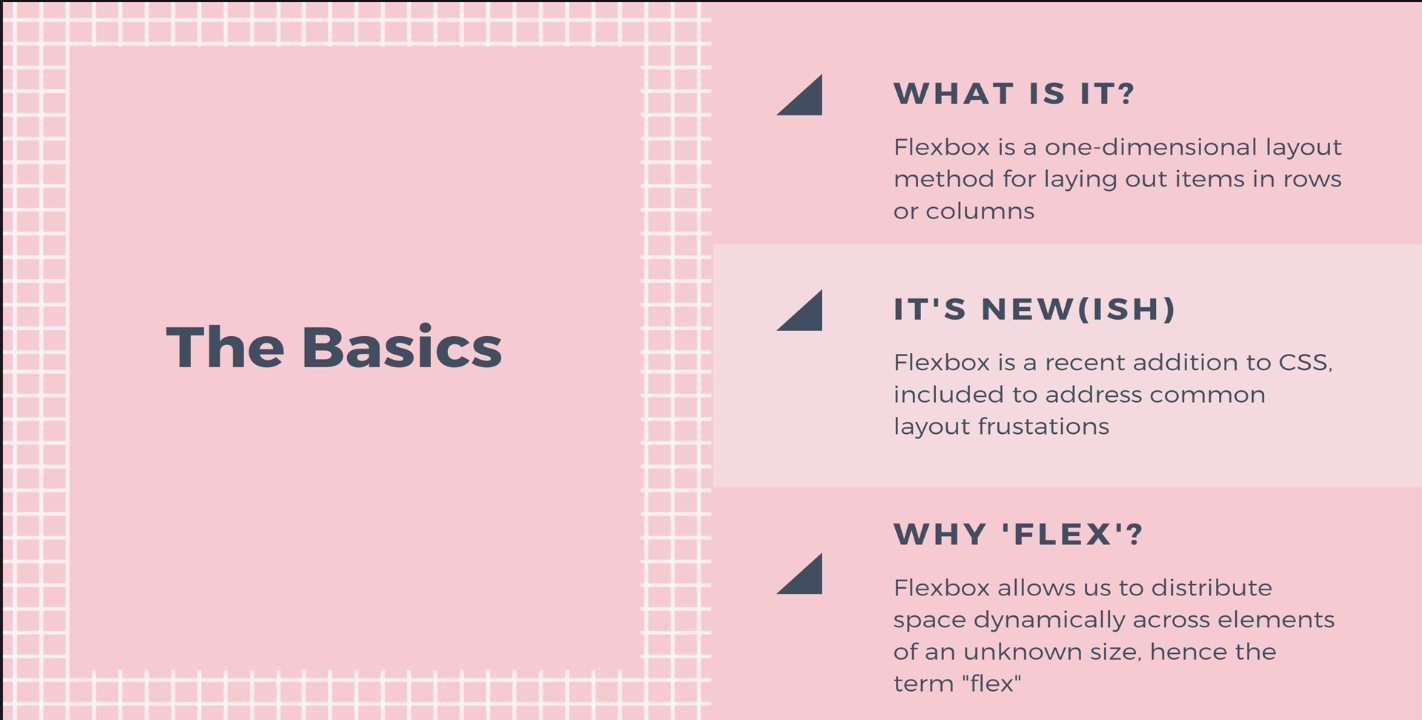 The Basics
WHAT IS IT?
Flexbox is a one-dimensional layout
method for laying out items in rows
or columns
IT'S NEW(ISH)
Flexbox is a recent addition to CSS,
included to address common
layout frustations
WHY 'FLEX'?
Flexbox allows us to distribute
space dynamically across elements
of an unknown size, hence the
term "flex"